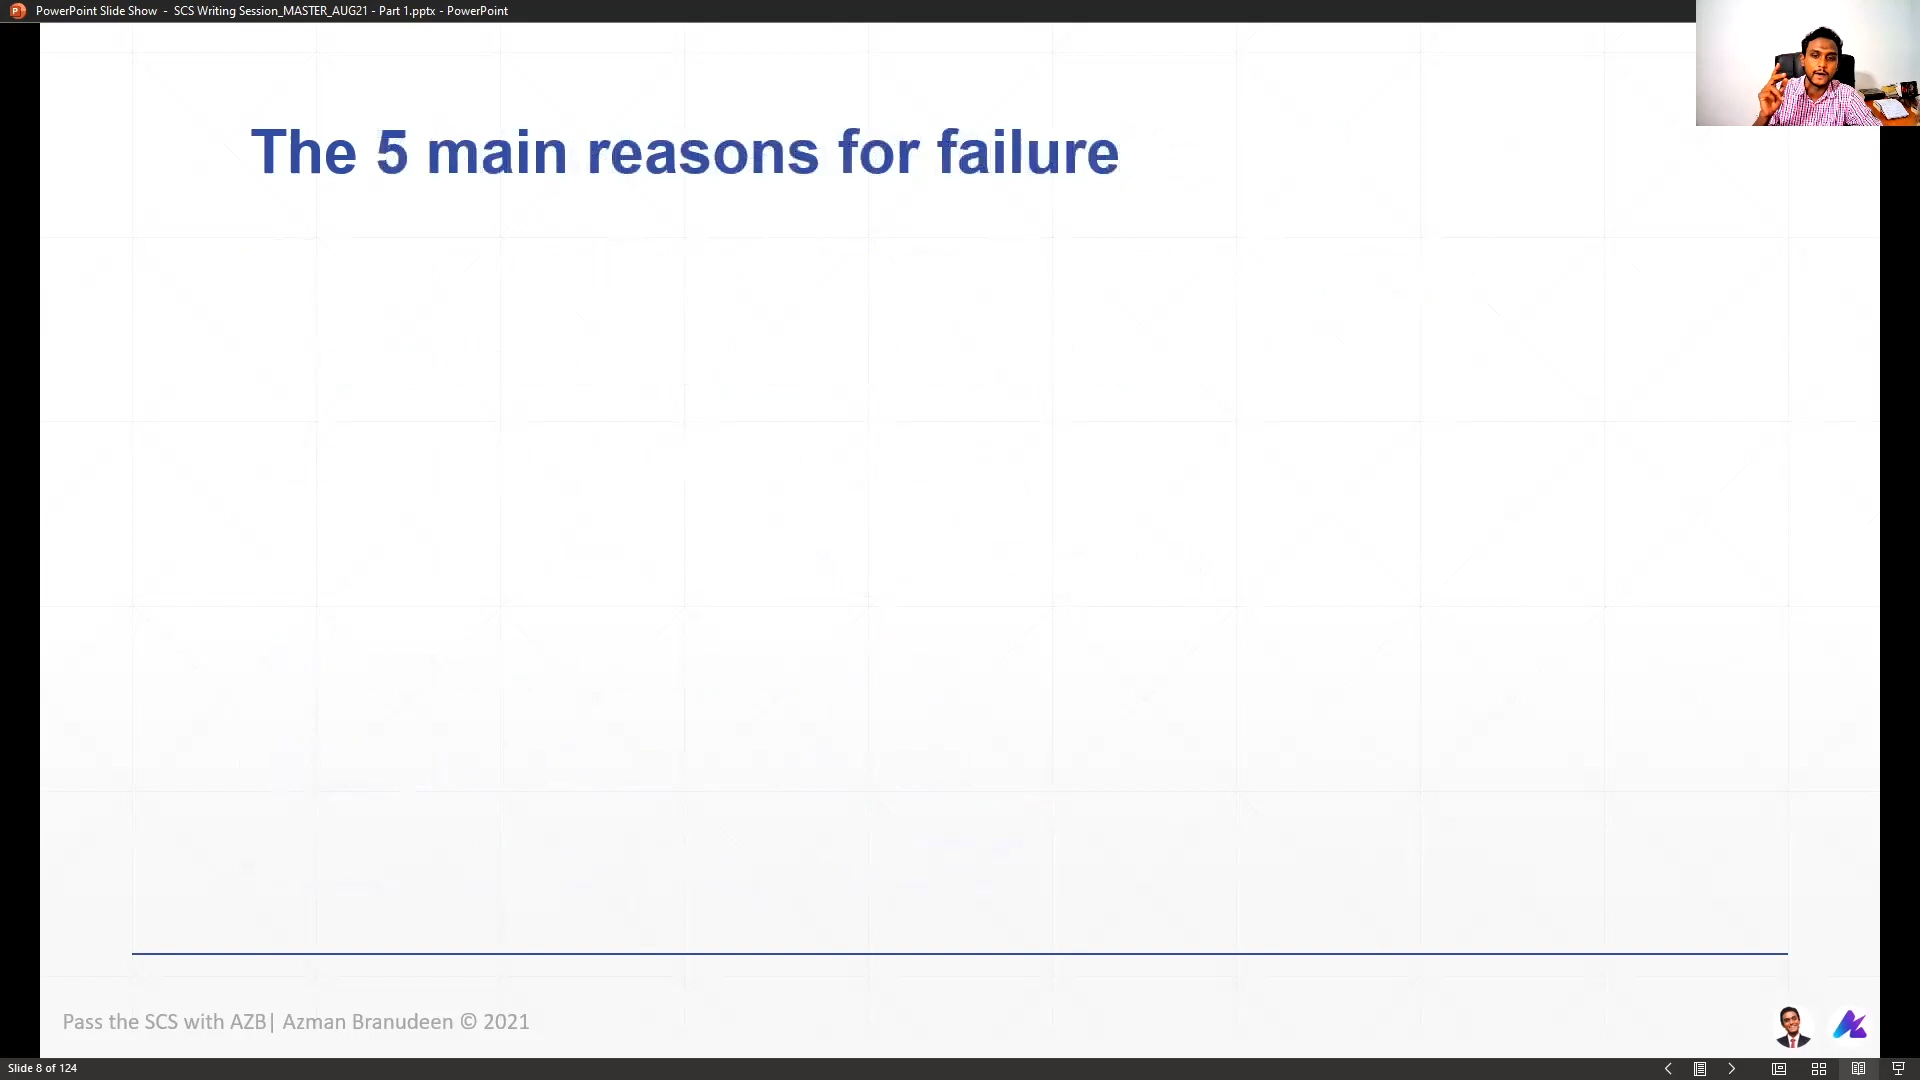 PowerPoint Slide Show - SCS Writing Session_MASTER_AUG21 - Part 1.pptx - PowerPoint
The 5 main reasons for failure
Pass the SCS with AZB| Azman Branudeen © 2021
Slide 8 of 124